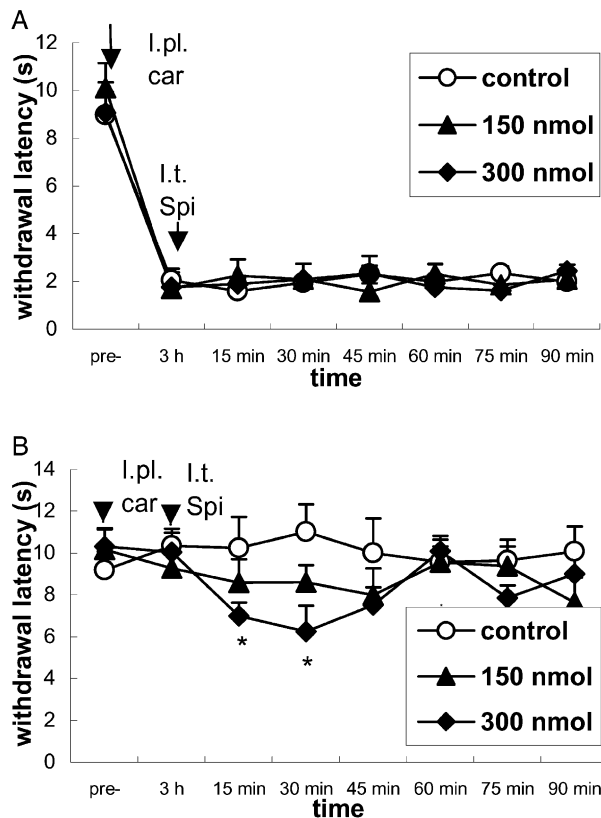 A
withdrawal latency (s)
12
10
8
6
4
2
0
I.pl.
car
I.t.
Spi
control
150 nmol
300 nmol
pre- 3 h 15 min 30 min 45 min 60 min 75 min 90 min
time
B
withdrawal latency (s)
14
12
10
8
6
4
2
0
I.pl.
car
I.t.
Spi
* *
control
150 nmol
300 nmol
pre- 3 h 15 min 30 min 45 min 60 min 75 min 90 min
time